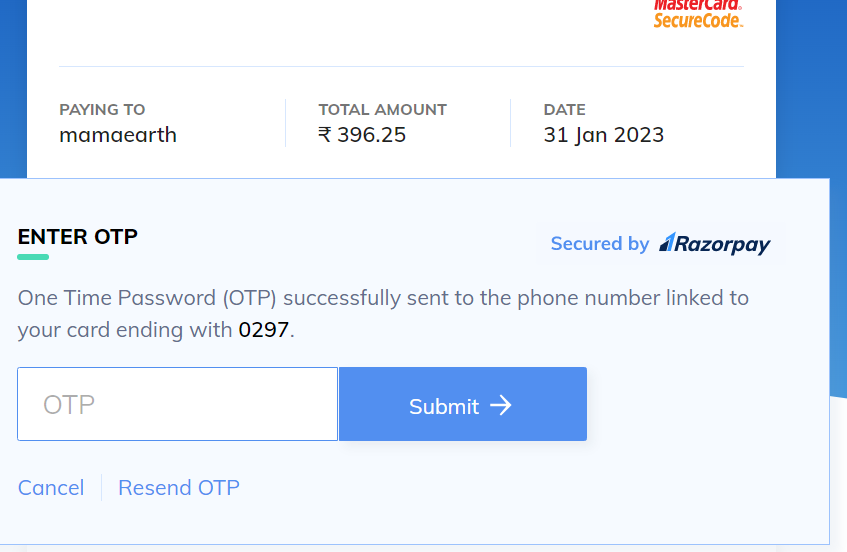 MasterCard.
SecureCode.
PAYING TO
mamaearth
TOTAL AMOUNT
₹ 396.25
DATE
31 Jan 2023
ENTER OTP
Secured by Razorpay
One Time Password (OTP) successfully sent to the phone number linked to
your card ending with 0297.
OTP
Submit →
Cancel
Resend OTP